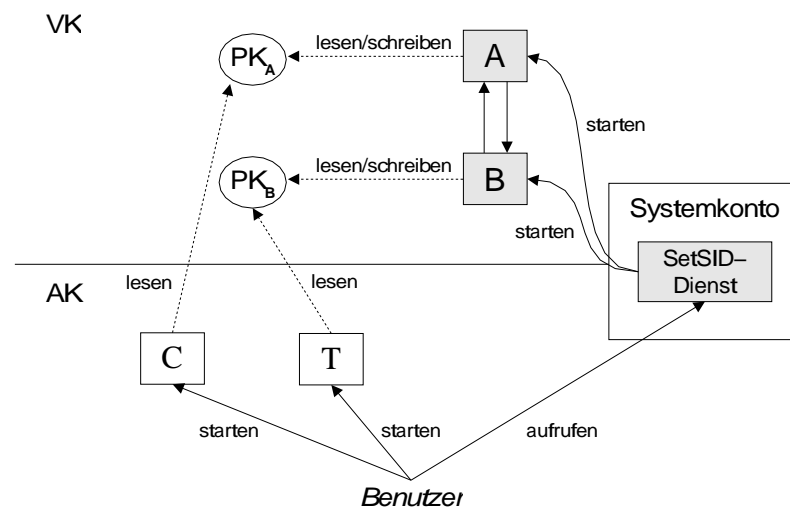 VK
lesen/schreiben
PKA
A
starten
lesen/schreiben
PKB
B
starten
Systemkonto
SetSID–
Dienst
AK
lesen
lesen
C
T
starten
starten
aufrufen
Benutzer